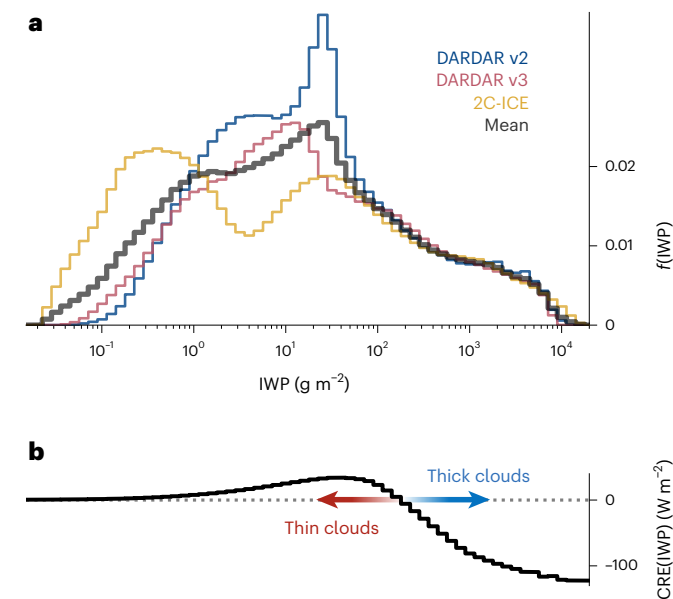 a
DARDAR v2
DARDAR v3
2C-ICE
Mean
0.02
0.01
0
f(IWP)
10⁻¹ 10⁰ 10¹ 10² 10³ 10⁴
IWP (g m⁻²)
b
Thick clouds
Thin clouds
0
−100
CRE(IWP) (W m⁻²)